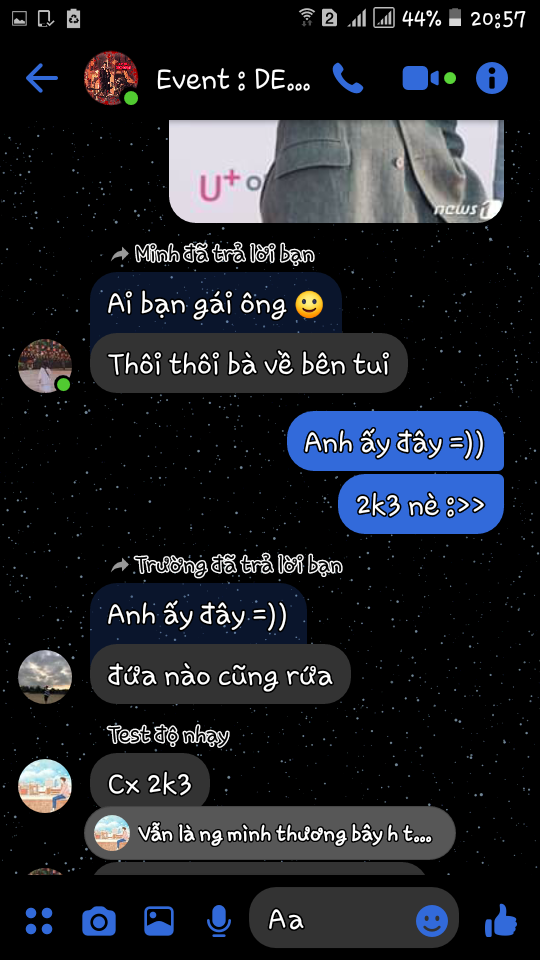 2 44% 20:57
Event : DE...
U+ o
news1
Minh đã trả lời bạn
Ai bạn gái ông 🙂
Thôi thôi bà về bên tui
Anh ấy đây =))
2k3 nè :>>
Trường đã trả lời bạn
Anh ấy đây =))
đứa nào cũng rứa
Test độ nhạy
Cx 2k3
Vẫn là ng mình thương bây h t...
Aa